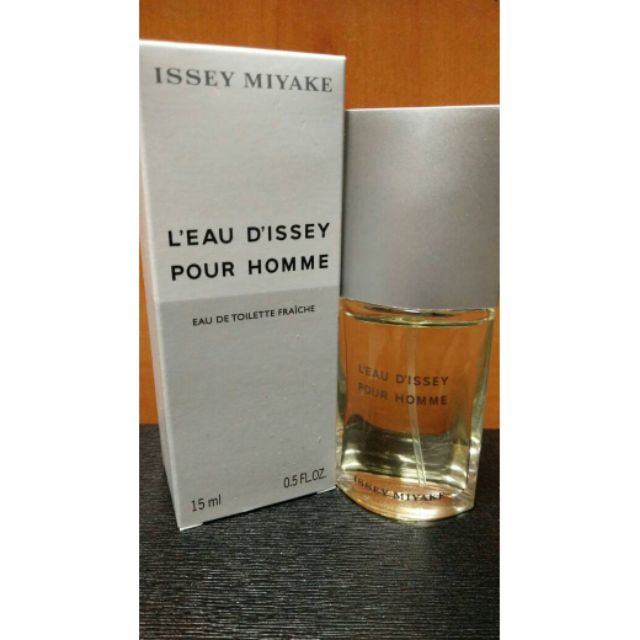 ISSEY MIYAKE
L'EAU D'ISSEY
POUR HOMME
EAU DE TOILETTE FRAÎCHE
15 ml 0.5 FL.OZ.
L'EAU D'ISSEY
POUR HOMME
ISSEY MIYAKE